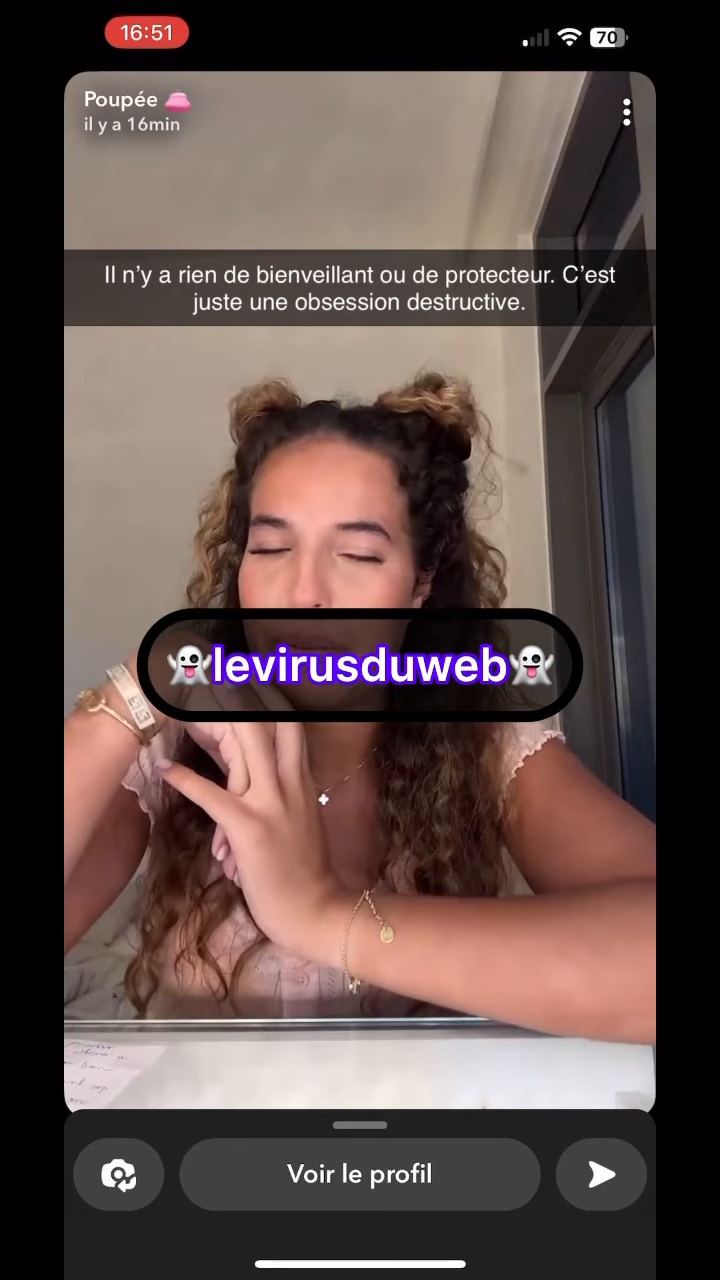 16:51
70
Poupée
il y a 16min
Il n'y a rien de bienveillant ou de protecteur. C'est
juste une obsession destructive.
👻levirusduweb👻
Voir le profil